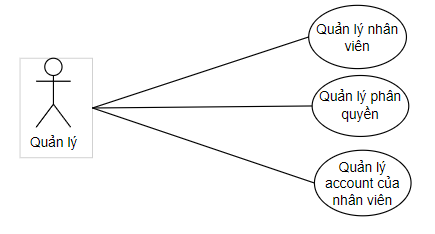 Quản lý nhân
viên
Quản lý phân
quyền
Quản lý
Quản lý
account của
nhân viên